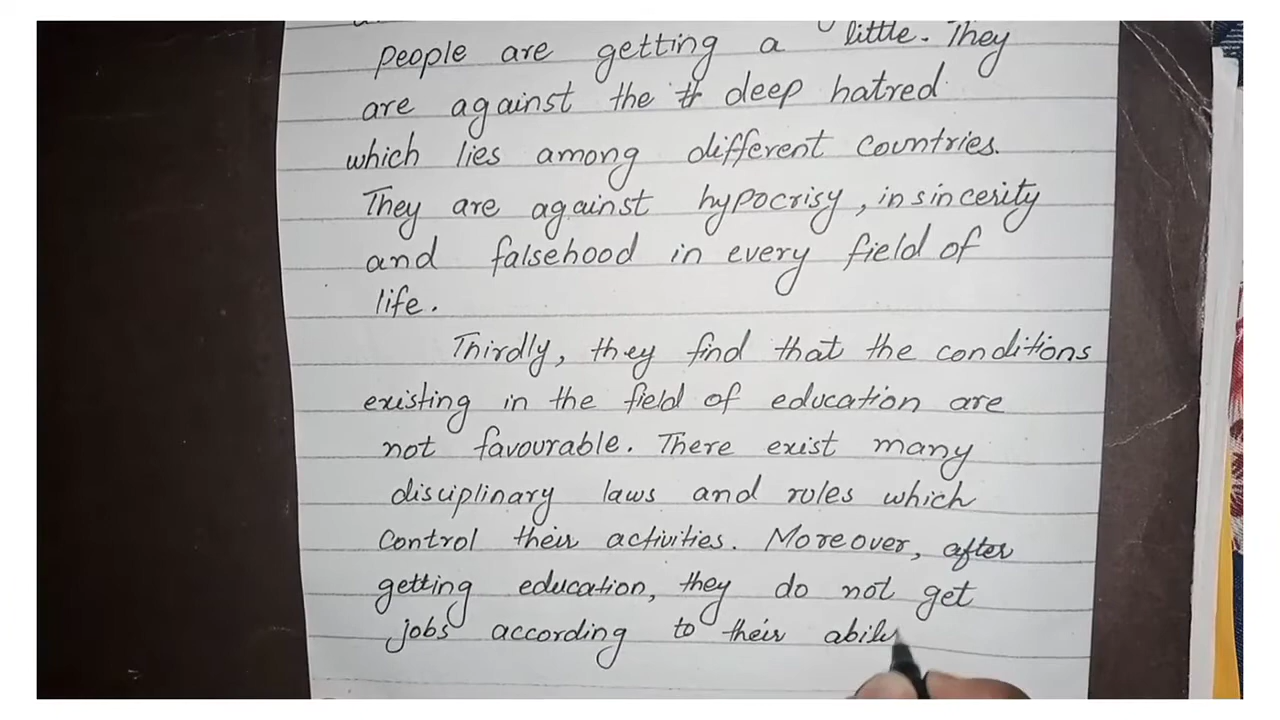 people are getting a little. They
are against the deep hatred
which lies among different countries.
They are against hypocrisy, insincerity
and falsehood in every field of
life.
Thirdly, they find that the conditions
existing in the field of education are
not favourable. There exist many
disciplinary laws and rules which
control their activities. Moreover, after
getting education, they do not get
jobs according to their abili